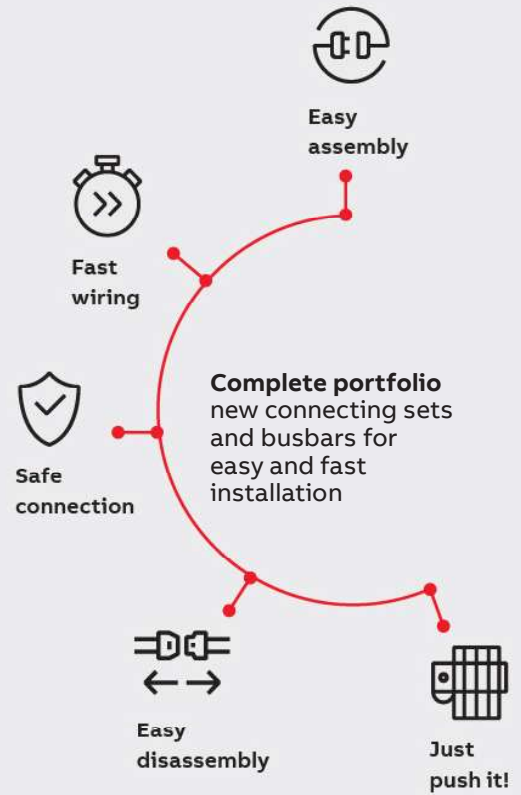 Easy
assembly
Fast
wiring
Complete portfolio
new connecting sets
and busbars for
easy and fast
installation
Safe
connection
Easy
disassembly
Just
push it!